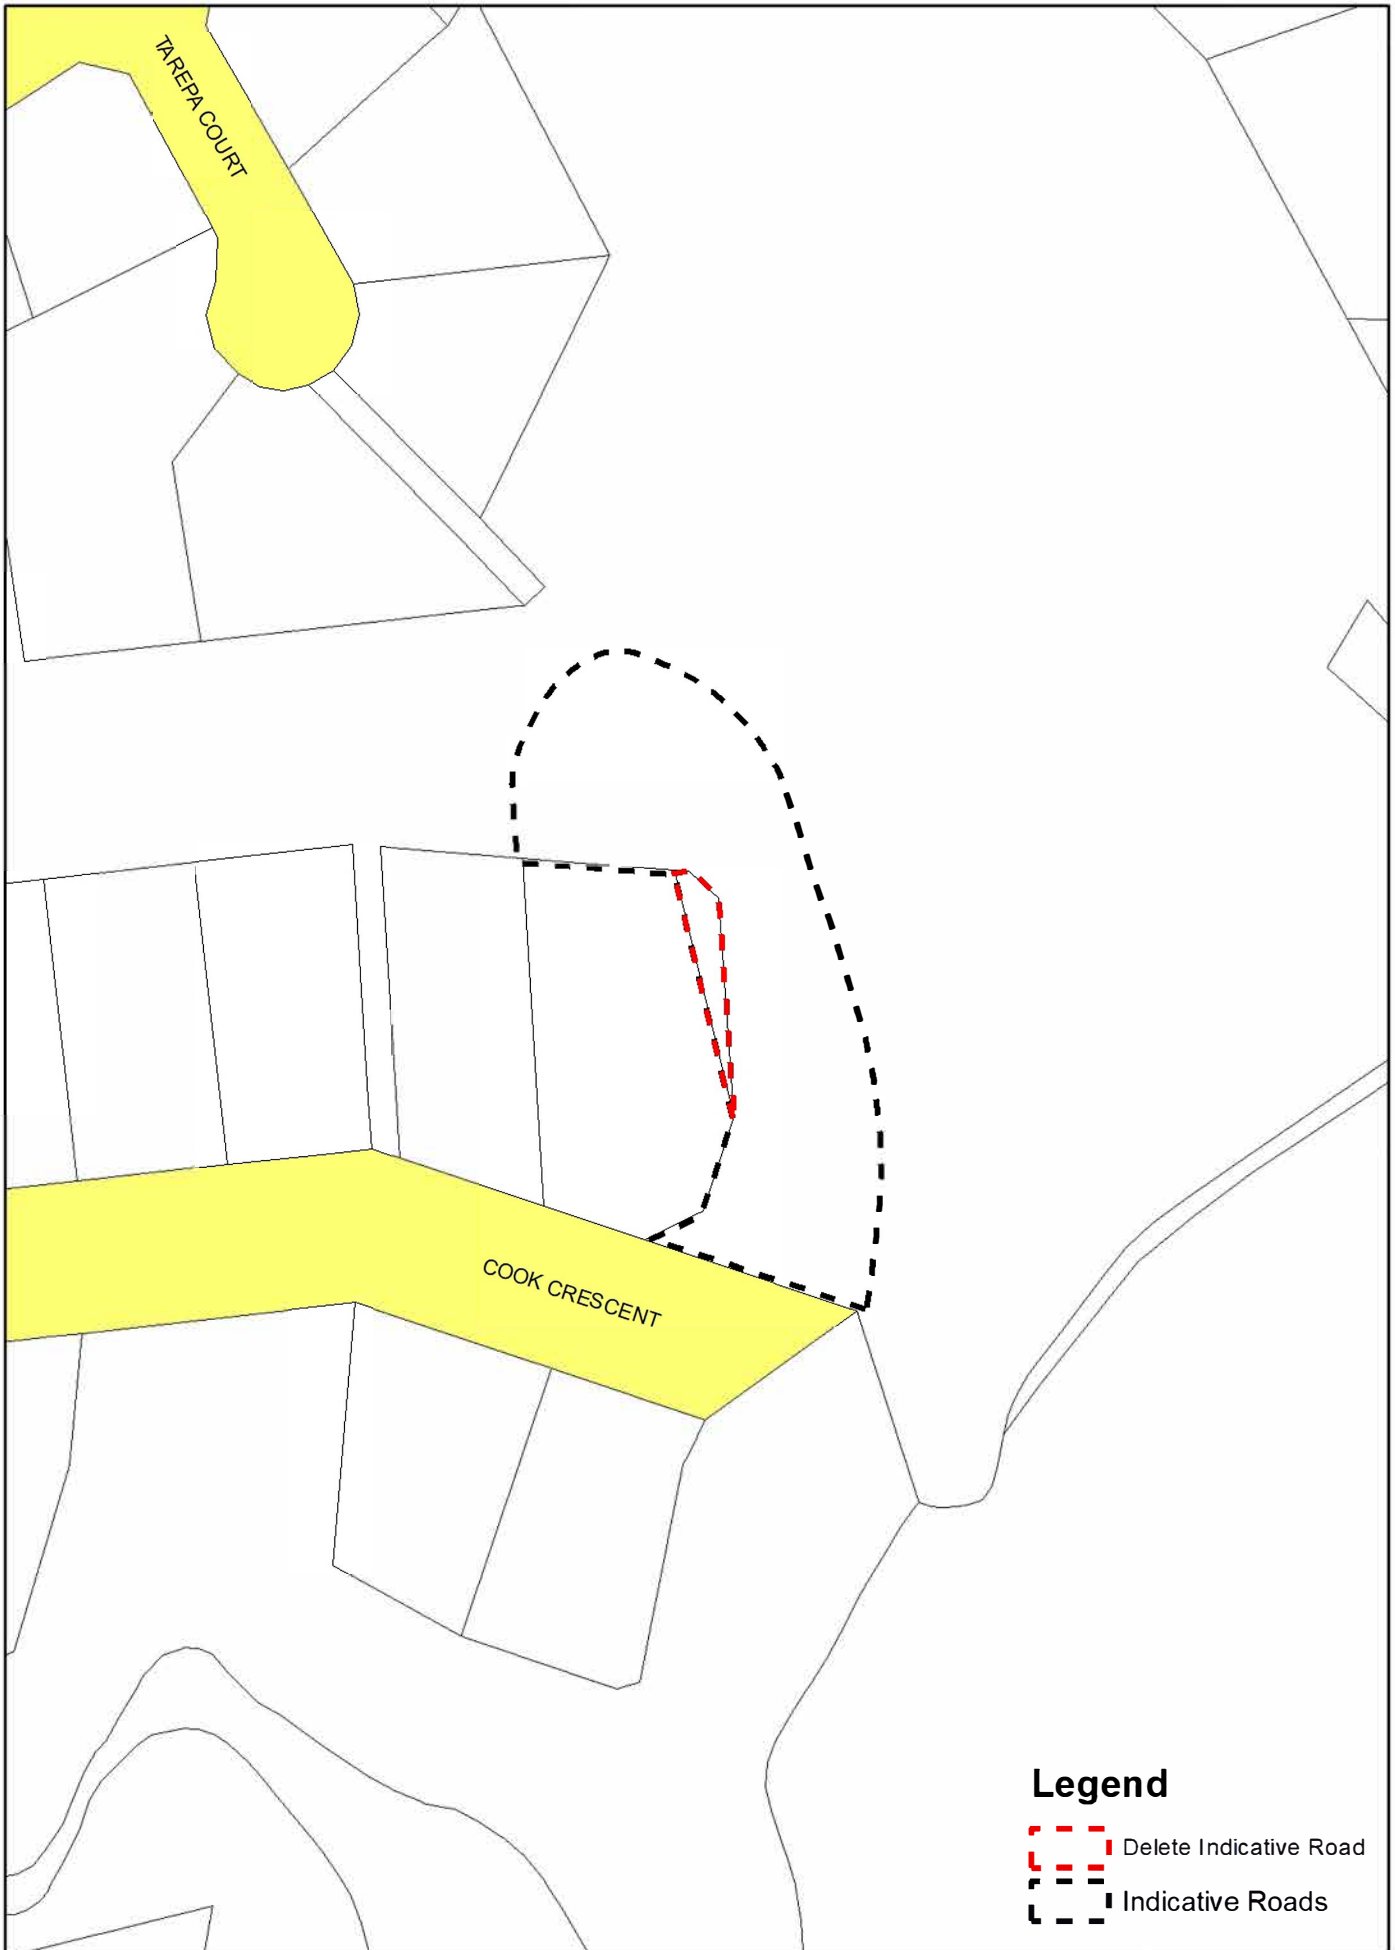 TAREPA COURT
COOK CRESCENT
Legend
Delete Indicative Road
Indicative Roads